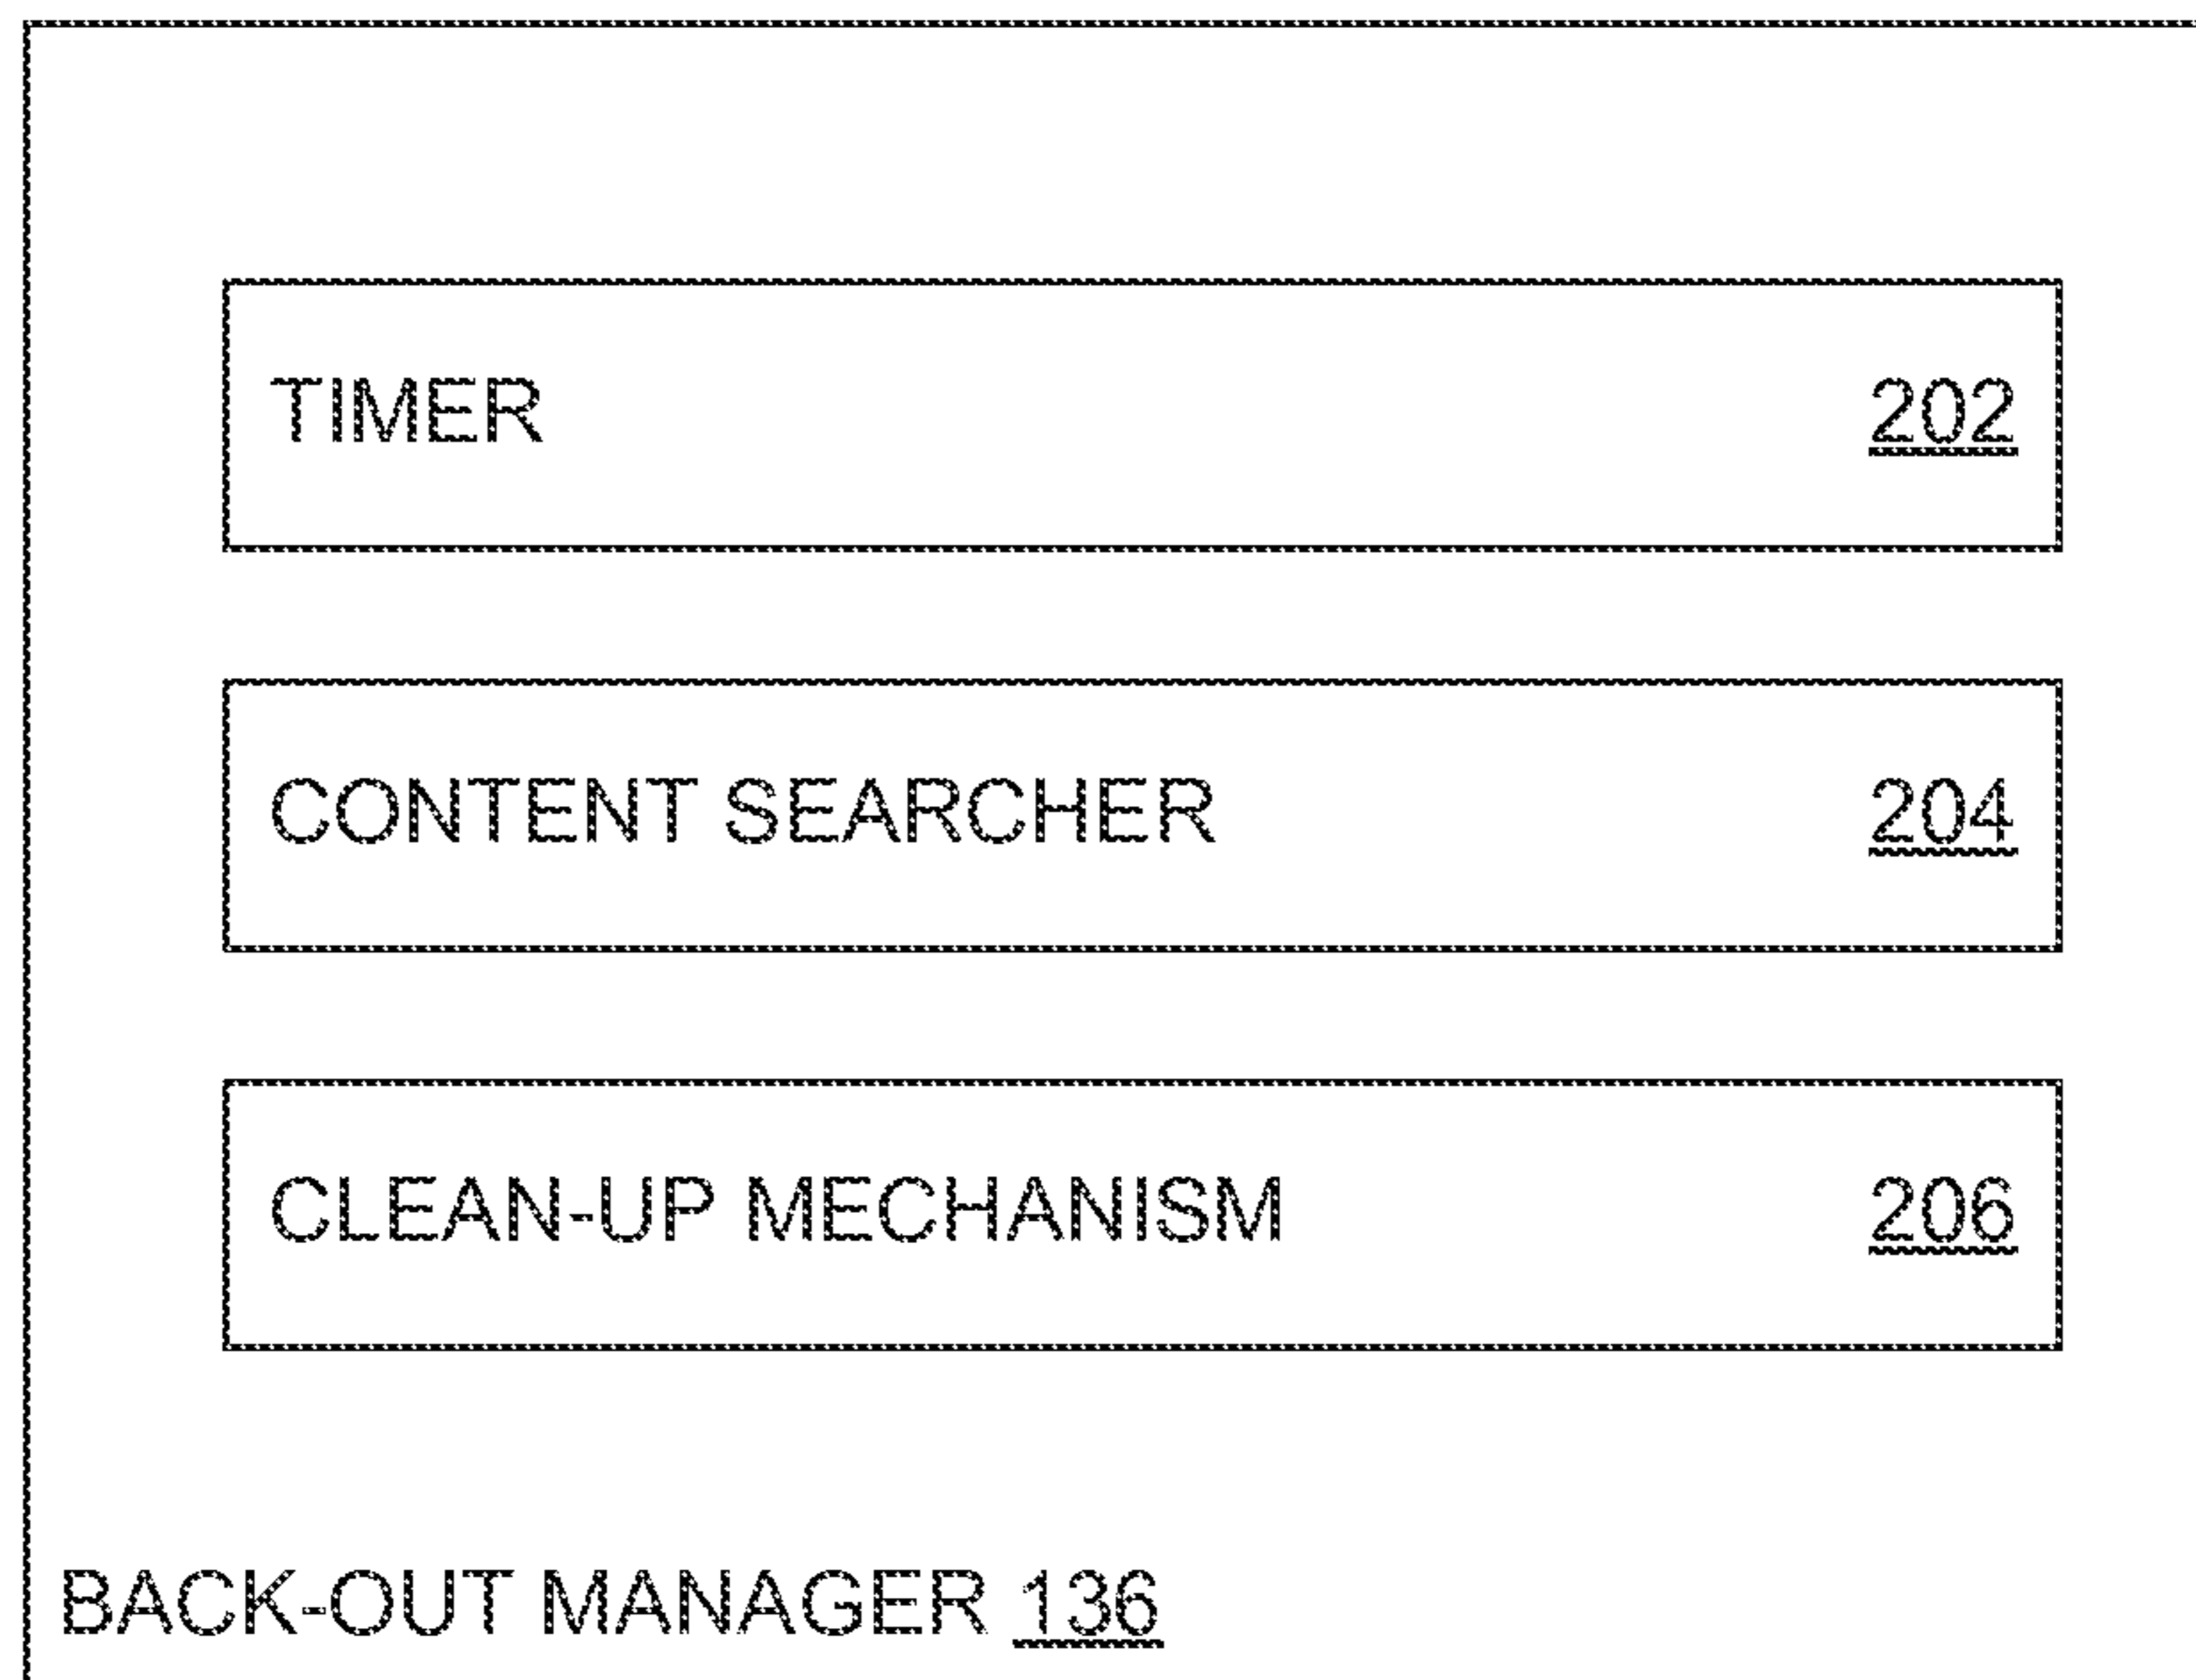 TIMER 202
CONTENT SEARCHER 204
CLEAN-UP MECHANISM 206
BACK-OUT MANAGER 136